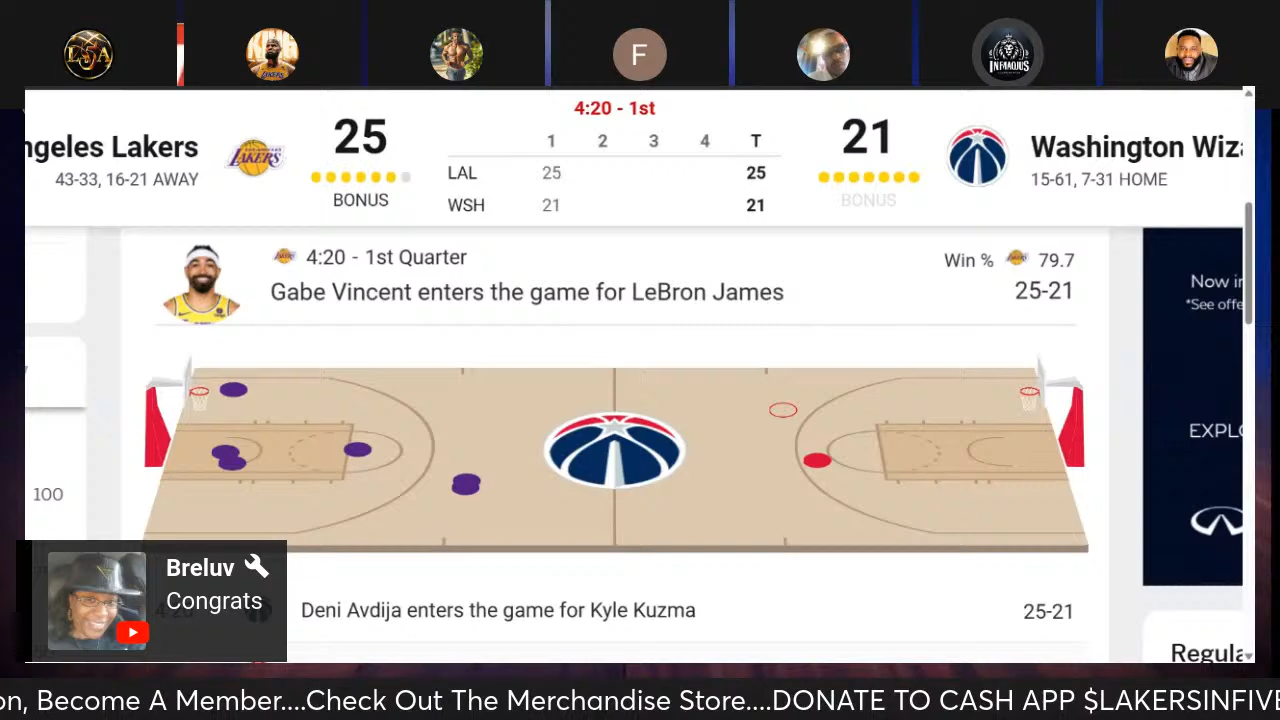 F
INFAMOJUS
ngeles Lakers
43-33, 16-21 AWAY
LAKERS
25
BONUS
4:20 - 1st
1 2 3 4 T
LAL 25 25
WSH 21 21
21
BONUS
Washington Wiz
15-61, 7-31 HOME
4:20 - 1st Quarter
Gabe Vincent enters the game for LeBron James
Win % 79.7
25-21
Now in
*See offe
EXPL
100
Breluv
Congrats
Deni Avdija enters the game for Kyle Kuzma
25-21
Regula
on, Become A Member....Check Out The Merchandise Store....DONATE TO CASH APP $LAKERSINFIVE